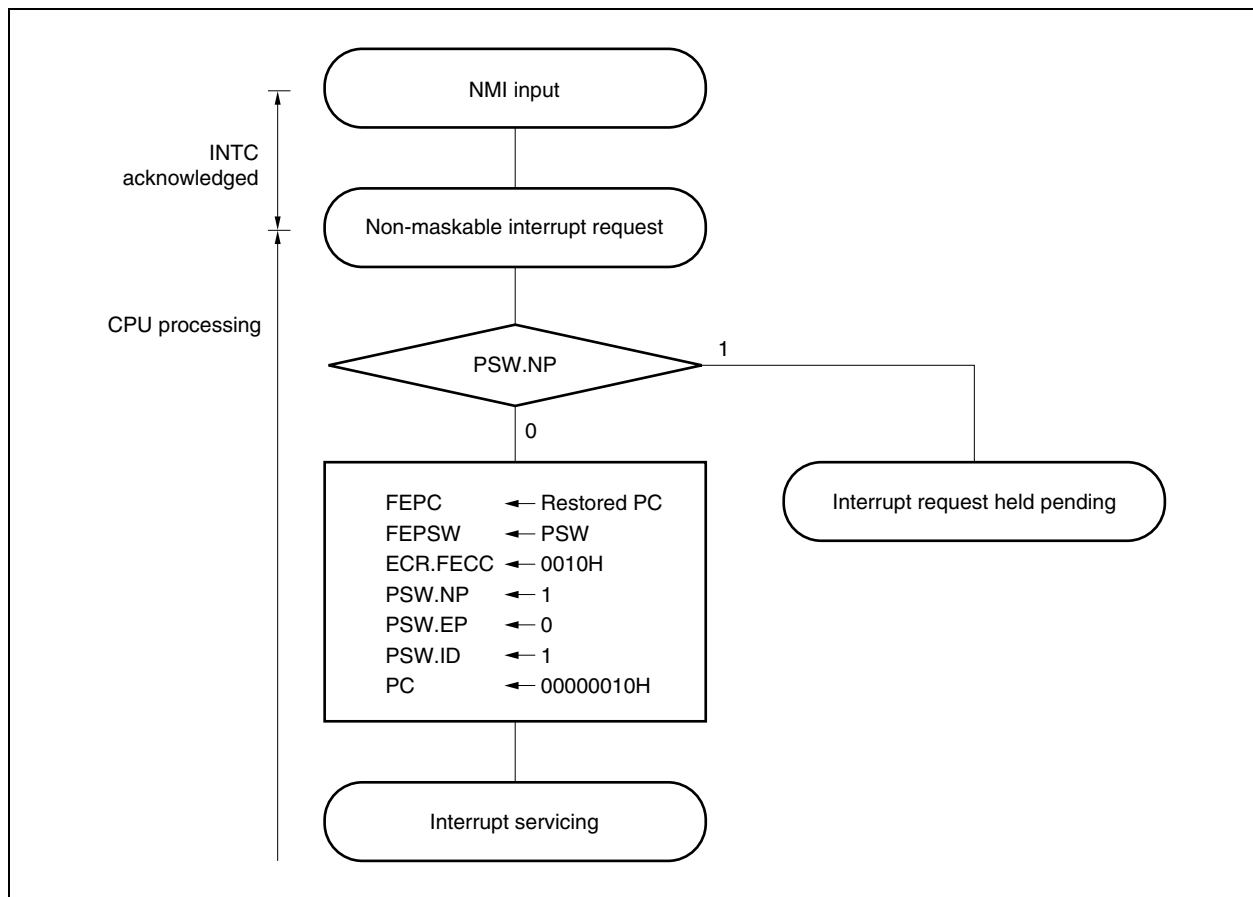 NMI input
INTC
acknowledged
Non-maskable interrupt request
CPU processing
PSW.NP
1
0
FEPC ← Restored PC
FEPSW ← PSW
ECR.FECC ← 0010H
PSW.NP ← 1
PSW.EP ← 0
PSW.ID ← 1
PC ← 00000010H
Interrupt request held pending
Interrupt servicing